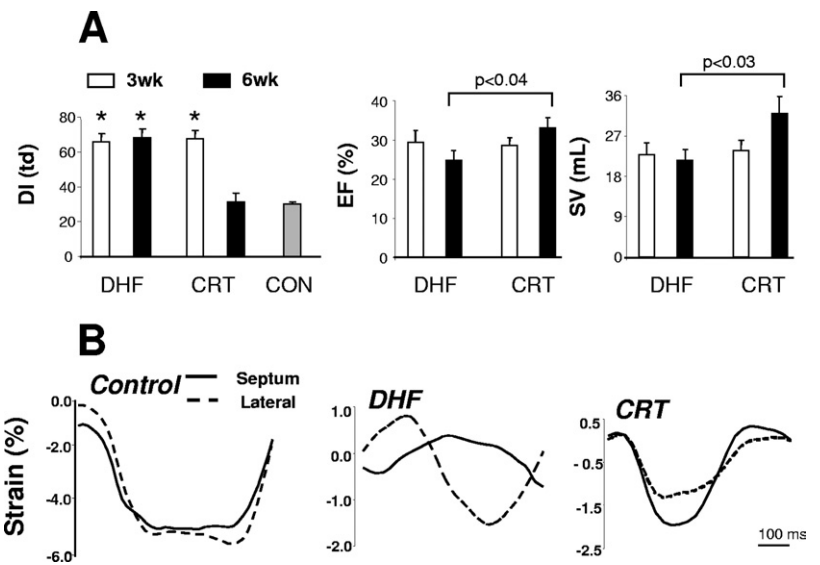 A
3wk 6wk
DI (td)
80
60
40
20
0
* * *
DHF CRT CON
EF (%)
40
30
20
10
0
p<0.04
DHF CRT
SV (mL)
36
27
18
9
0
p<0.03
DHF CRT
B
Strain (%)
Control
Septum
Lateral
0.0
-2.0
-4.0
-6.0
DHF
1.0
0.0
-1.0
-2.0
CRT
0.5
- 0.5
-1.5
-2.5
100 ms